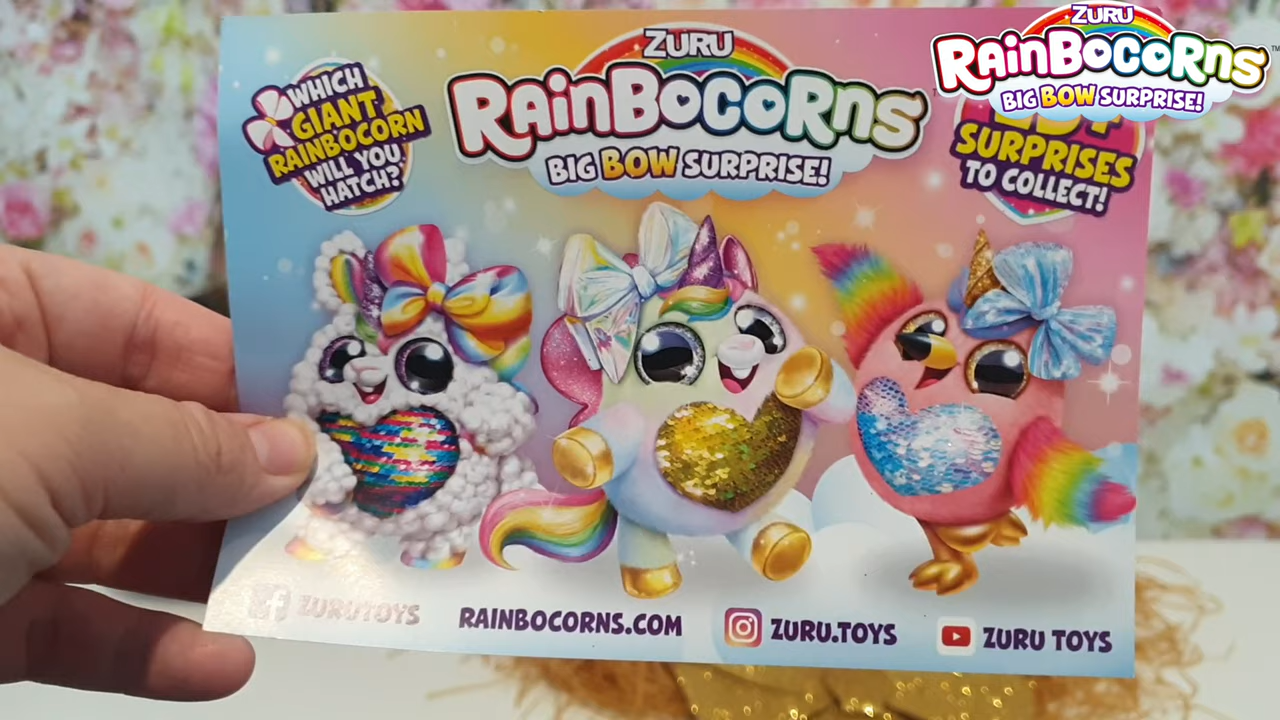 WHICH
GIANT
RAINBOCORN
WILL YOU
HATCH?
ZURU
RainBocoRns
BIG BOW SURPRISE!
SURPRISES
TO COLLECT!
ZURU
RainBocoRns
TM
BIG BOW SURPRISE!
ZURUTOYS
RAINBOCORNS.COM
ZURU.TOYS
ZURU TOYS